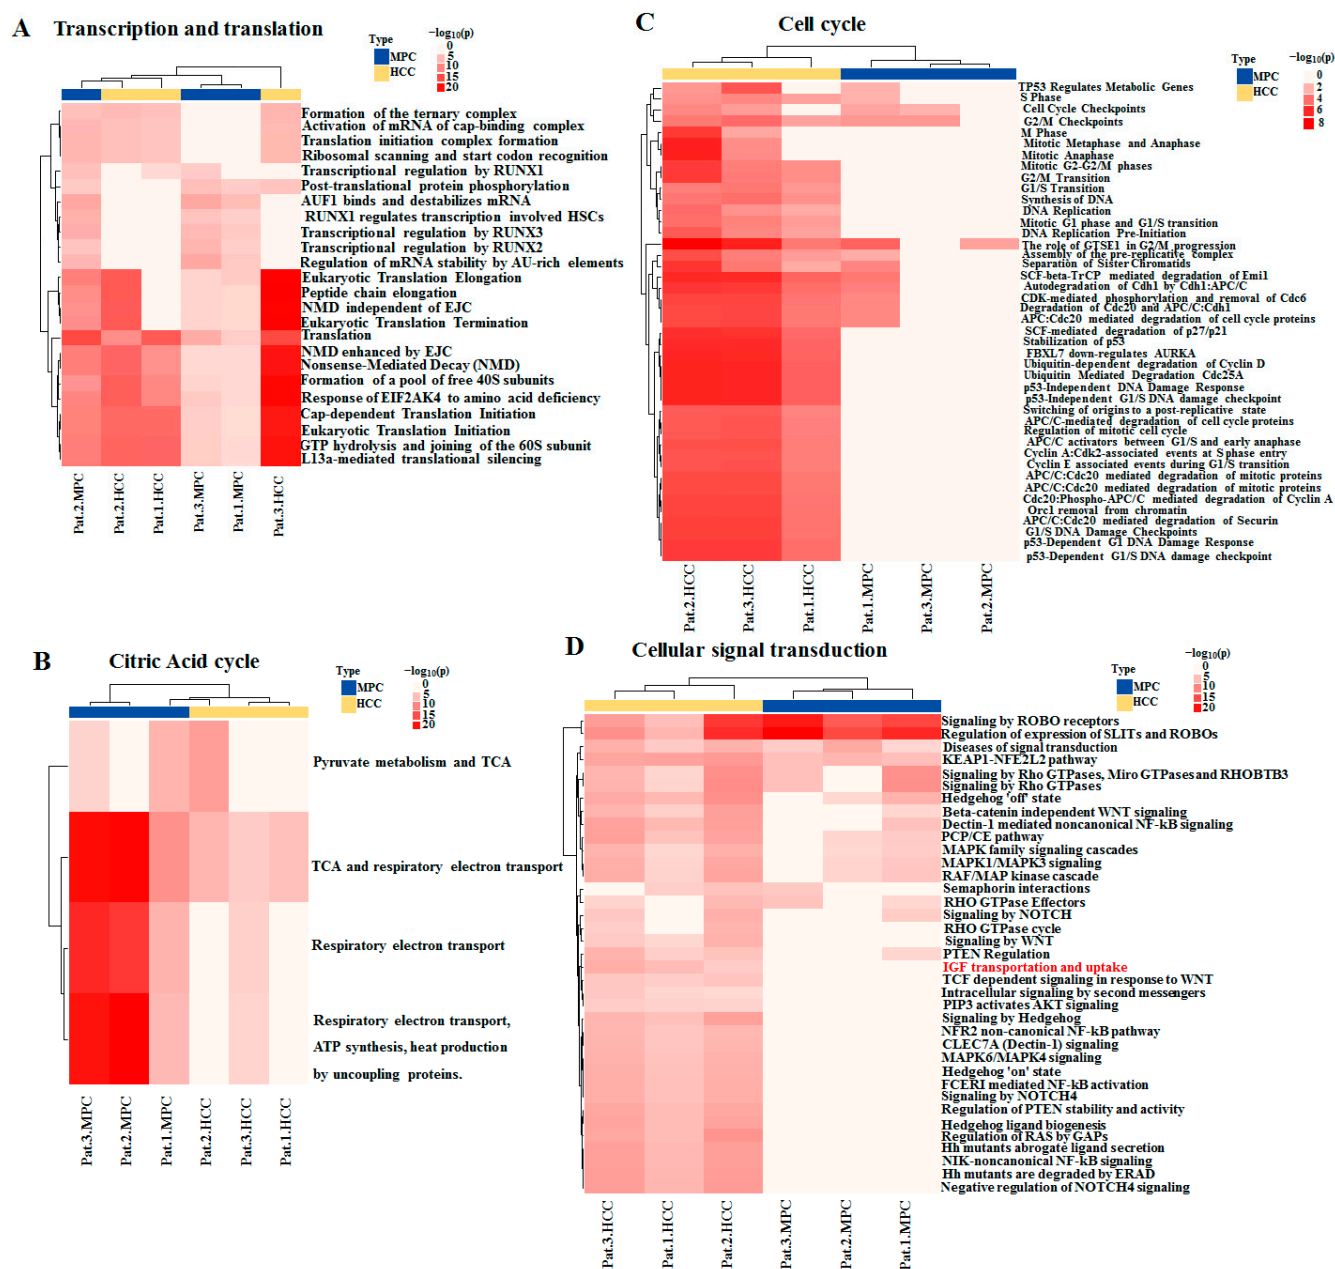 A Transcription and translation
Type
MPC
HCC
−log10(p)
0
5
10
15
20
Formation of the ternary complex
Activation of mRNA of cap-binding complex
Translation initiate complex formation
Ribosomal scanning and start codon recognition
Transcriptional regulation by RUNX1
Post-translational protein phosphorylation
AUF1 binds and destabilizes mRNA
RUNX1 regulates transcription involved HSCs
Transcriptional regulation by RUNX3
Transcriptional regulation by RUNX2
Regulation of mRNA stability by AU-rich elements
Eukaryotic Translation Elongation
Peptide chain elongation
NMD independent of EJC
Eukaryotic Translation Termination
Translation
NMD enhanced by EJC
Nonsense-Mediated Decay (NMD)
Formation of a pool of free 40S subunits
Response of EIF2AK4 to amino acid deficiency
Cap-dependent Translation Initiation
Eukaryotic Translation Initiation
GTP hydrolysis and joining of the 60S subunit
L13a-mediated translational silencing
Pat.2.MPC
Pat.2.HCC
Pat.1.HCC
Pat.3.MPC
Pat.1.MPC
Pat.3.HCC
B Citric Acid cycle
Type
MPC
HCC
−log10(p)
0
5
10
15
20
Pyruvate metabolism and TCA
TCA and respiratory electron transport
Respiratory electron transport
Respiratory electron transport,
ATP synthesis, heat production
by uncoupling proteins.
Pat.3.MPC
Pat.2.MPC
Pat.1.MPC
Pat.2.HCC
Pat.3.HCC
Pat.1.HCC
C Cell cycle
Type
MPC
HCC
−log10(p)
0
2
4
6
8
TP53 Regulates Metabolic Genes
S Phase
Cell Cycle Checkpoints
G2/M Checkpoints
M Phase
Mitotic Metaphase and Anaphase
Mitotic Anaphase
Mitotic G2-G2/M phases
G2/M Transition
G1/S Transition
Synthesis of DNA
DNA Replication
Mitotic G1 phase and G1/S transition
DNA Replication Pre-Initiation
The role of GTSE1 in G2/M progression
Assembly of the pre-replicative complex
Separation of Sister Chromatids
SCF-beta-TrCP mediated degradation of Emi1
Autodegradation of Cdh1 by Cdh1:APC/C
CDK-mediated phosphorylation and removal of Cdc6
Degradation of Cdc20 and APC/C:Cdh1
APC:Cdc20 mediated degradation of cell cycle proteins
SCF-mediated degradation of p27/p21
Stabilization of p53
FBXL7 down-regulates AURKA
Ubiquitin-dependent degradation of Cyclin D
Ubiquitin Mediated Degradation Cdc25A
p53-Independent DNA Damage Response
p53-Independent G1/S DNA damage checkpoint
Switching of origins to a post-replicative state
APC/C-mediated degradation of cell cycle proteins
Regulation of mitotic cell cycle
APC/C activators between G1/S and early anaphase
Cyclin A:Cdk2-associated events at S phase entry
Cyclin E associated events during G1/S transition
APC/C:Cdc20 mediated degradation of mitotic proteins
APC/C:Cdc20 mediated degradation of mitotic proteins
Cdc20:Phospho-APC/C mediated degradation of Cyclin A
Orc1 removal from chromatin
APC/C:Cdc20 mediated degradation of Securin
G1/S DNA Damage Checkpoints
p53-Dependent G1 DNA Damage Response
p53-Dependent G1/S DNA damage checkpoint
Pat.2.HCC
Pat.3.HCC
Pat.1.HCC
Pat.1.MPC
Pat.3.MPC
Pat.2.MPC
D Cellular signal transduction
Type
MPC
HCC
−log10(p)
0
5
10
15
20
Signaling by ROBO receptors
Regulation of expression of SLITs and ROBOs
Diseases of signal transduction
KEAP1-NFE2L2 pathway
Signaling by Rho GTPases, Miro GTPases and RHOBTB3
Signaling by Rho GTPases
Hedgehog 'off' state
Beta-catenin independent WNT signaling
Dectin-1 mediated noncanonical NF-kB signaling
PCP/CE pathway
MAPK family signaling cascades
MAPK1/MAPK3 signaling
RAF/MAP kinase cascade
Semaphorin interactions
RHO GTPase Effectors
Signaling by NOTCH
RHO GTPase cycle
Signaling by WNT
PTEN Regulation
IGF transportation and uptake
TCF dependent signaling in response to WNT
Intracellular signaling by second messengers
PIP3 activates AKT signaling
Signaling by Hedgehog
NFR2 non-canonical NF-kB pathway
CLEC7A (Dectin-1) signaling
MAPK6/MAPK4 signaling
Hedgehog 'on' state
FCERI mediated NF-kB activation
Signaling by NOTCH4
Regulation of PTEN stability and activity
Hedgehog ligand biogenesis
Regulation of RAS by GAPs
Hh mutants abrogate ligand secretion
NIK-noncanonical NF-kB signaling
Hh mutants are degraded by ERAD
Negative regulation of NOTCH4 signaling
Pat.3.HCC
Pat.1.HCC
Pat.2.HCC
Pat.3.MPC
Pat.2.MPC
Pat.1.MPC